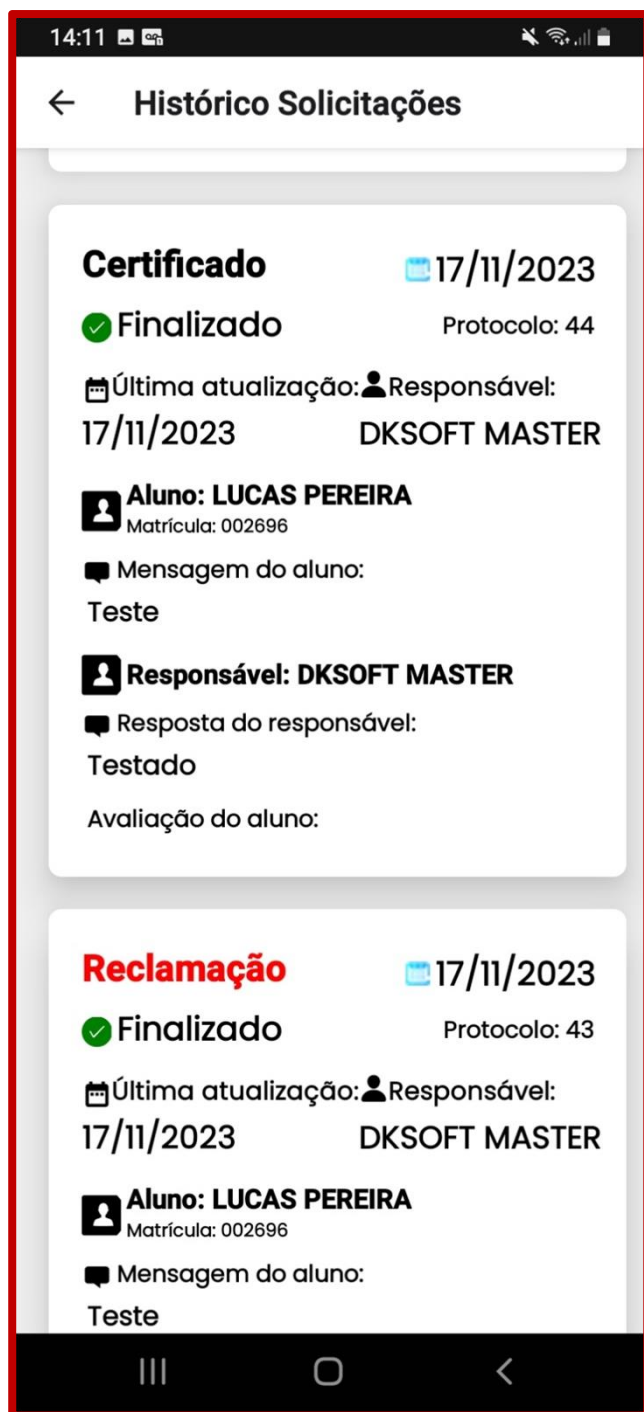 14:11
Histórico Solicitações
Certificado 17/11/2023
Finalizado Protocolo: 44
Última atualização: Responsável:
17/11/2023 DKSOFT MASTER
Aluno: LUCAS PEREIRA
Matrícula: 002696
Mensagem do aluno:
Teste
Responsável: DKSOFT MASTER
Resposta do responsável:
Testado
Avaliação do aluno:
Reclamação 17/11/2023
Finalizado Protocolo: 43
Última atualização: Responsável:
17/11/2023 DKSOFT MASTER
Aluno: LUCAS PEREIRA
Matrícula: 002696
Mensagem do aluno:
Teste